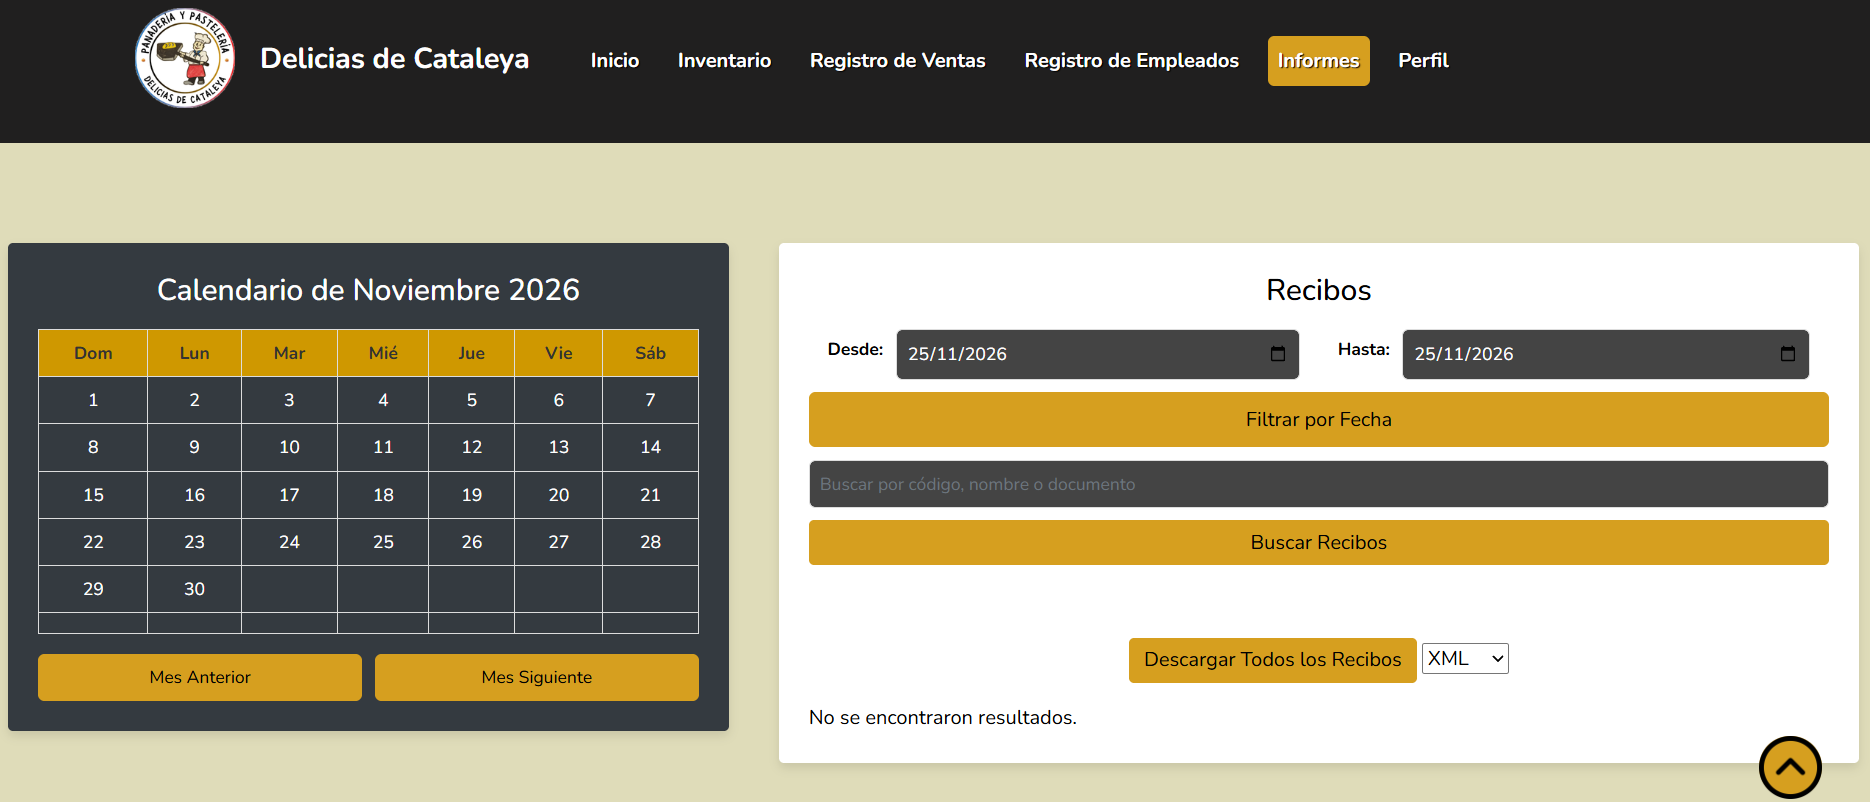 PANADERÍA Y PASTELERÍA
DELICIAS DE CATALEYA
Delicias de Cataleya
Inicio
Inventario
Registro de Ventas
Registro de Empleados
Informes
Perfil
Calendario de Noviembre 2026
Dom Lun Mar Mié Jue Vie Sáb
1 2 3 4 5 6 7
8 9 10 11 12 13 14
15 16 17 18 19 20 21
22 23 24 25 26 27 28
29 30
Mes Anterior
Mes Siguiente
Recibos
Desde: 25/11/2026
Hasta: 25/11/2026
Filtrar por Fecha
Buscar por código, nombre o documento
Buscar Recibos
Descargar Todos los Recibos
XML
No se encontraron resultados.